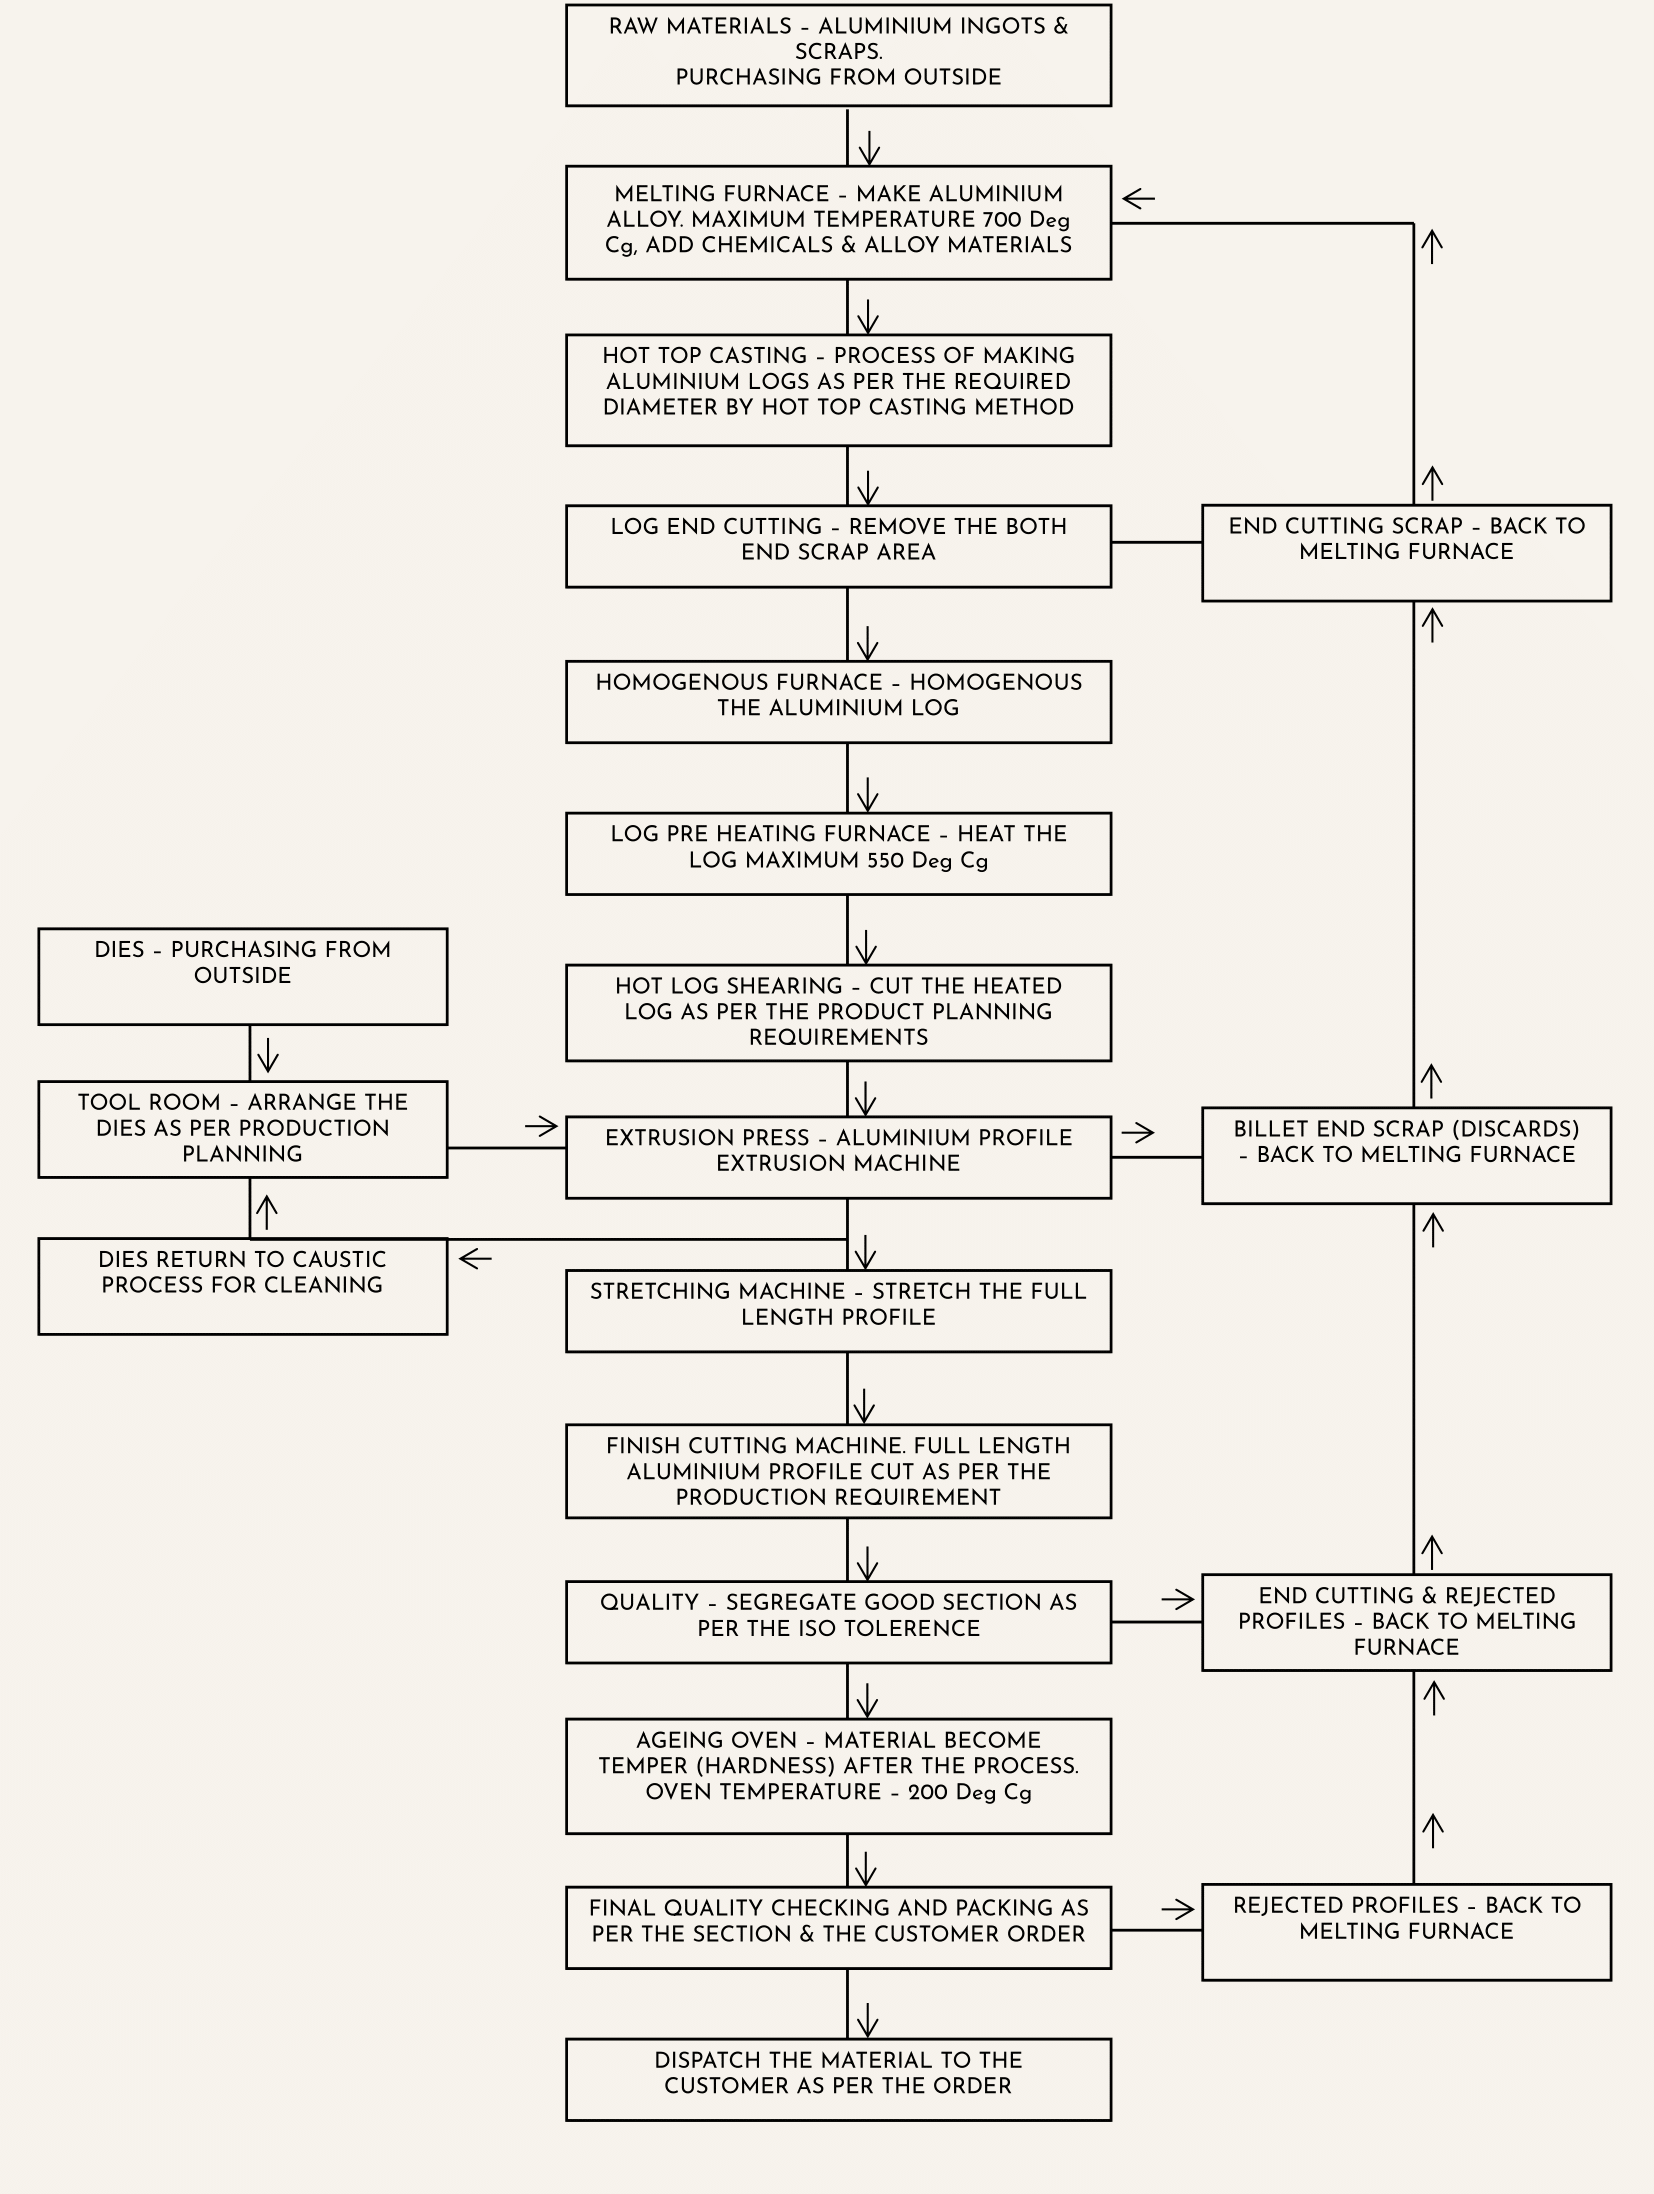 RAW MATERIALS – ALUMINIUM INGOTS &
SCRAPS.
PURCHASING FROM OUTSIDE
MELTING FURNACE – MAKE ALUMINIUM
ALLOY. MAXIMUM TEMPERATURE 700 Deg
Cg, ADD CHEMICALS & ALLOY MATERIALS
HOT TOP CASTING – PROCESS OF MAKING
ALUMINIUM LOGS AS PER THE REQUIRED
DIAMETER BY HOT TOP CASTING METHOD
LOG END CUTTING – REMOVE THE BOTH
END SCRAP AREA
END CUTTING SCRAP – BACK TO
MELTING FURNACE
HOMOGENOUS FURNACE – HOMOGENOUS
THE ALUMINIUM LOG
LOG PRE HEATING FURNACE – HEAT THE
LOG MAXIMUM 550 Deg Cg
DIES – PURCHASING FROM
OUTSIDE
HOT LOG SHEARING – CUT THE HEATED
LOG AS PER THE PRODUCT PLANNING
REQUIREMENTS
TOOL ROOM – ARRANGE THE
DIES AS PER PRODUCTION
PLANNING
EXTRUSION PRESS – ALUMINIUM PROFILE
EXTRUSION MACHINE
BILLET END SCRAP (DISCARDS)
– BACK TO MELTING FURNACE
DIES RETURN TO CAUSTIC
PROCESS FOR CLEANING
STRETCHING MACHINE – STRETCH THE FULL
LENGTH PROFILE
FINISH CUTTING MACHINE. FULL LENGTH
ALUMINIUM PROFILE CUT AS PER THE
PRODUCTION REQUIREMENT
QUALITY – SEGREGATE GOOD SECTION AS
PER THE ISO TOLERENCE
END CUTTING & REJECTED
PROFILES – BACK TO MELTING
FURNACE
AGEING OVEN – MATERIAL BECOME
TEMPER (HARDNESS) AFTER THE PROCESS.
OVEN TEMPERATURE – 200 Deg Cg
FINAL QUALITY CHECKING AND PACKING AS
PER THE SECTION & THE CUSTOMER ORDER
REJECTED PROFILES – BACK TO
MELTING FURNACE
DISPATCH THE MATERIAL TO THE
CUSTOMER AS PER THE ORDER